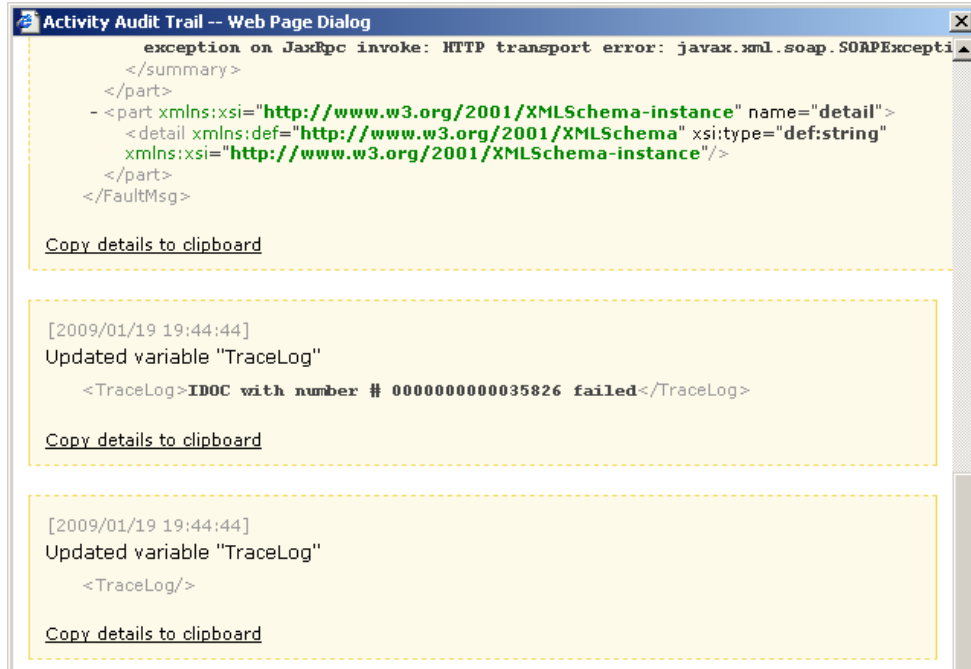 Activity Audit Trail -- Web Page Dialog
exception on JaxRpc invoke: HTTP transport error: javax.xml.soap.SOAPExcepti
</summary>
</part>
- <part xmlns:xsi="http://www.w3.org/2001/XMLSchema-instance" name="detail">
<detail xmlns:def="http://www.w3.org/2001/XMLSchema" xsi:type="def:string"
xmlns:xsi="http://www.w3.org/2001/XMLSchema-instance"/>
</part>
</FaultMsg>
Copy details to clipboard
[2009/01/19 19:44:44]
Updated variable "TraceLog"
<TraceLog>IDOC with number # 0000000000035826 failed</TraceLog>
Copy details to clipboard
[2009/01/19 19:44:44]
Updated variable "TraceLog"
<TraceLog/>
Copy details to clipboard